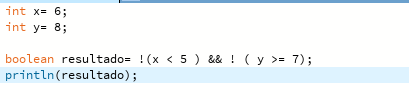 int x= 6;
int y= 8;
boolean resultado= !(x < 5 ) && ! ( y >= 7);
println(resultado);